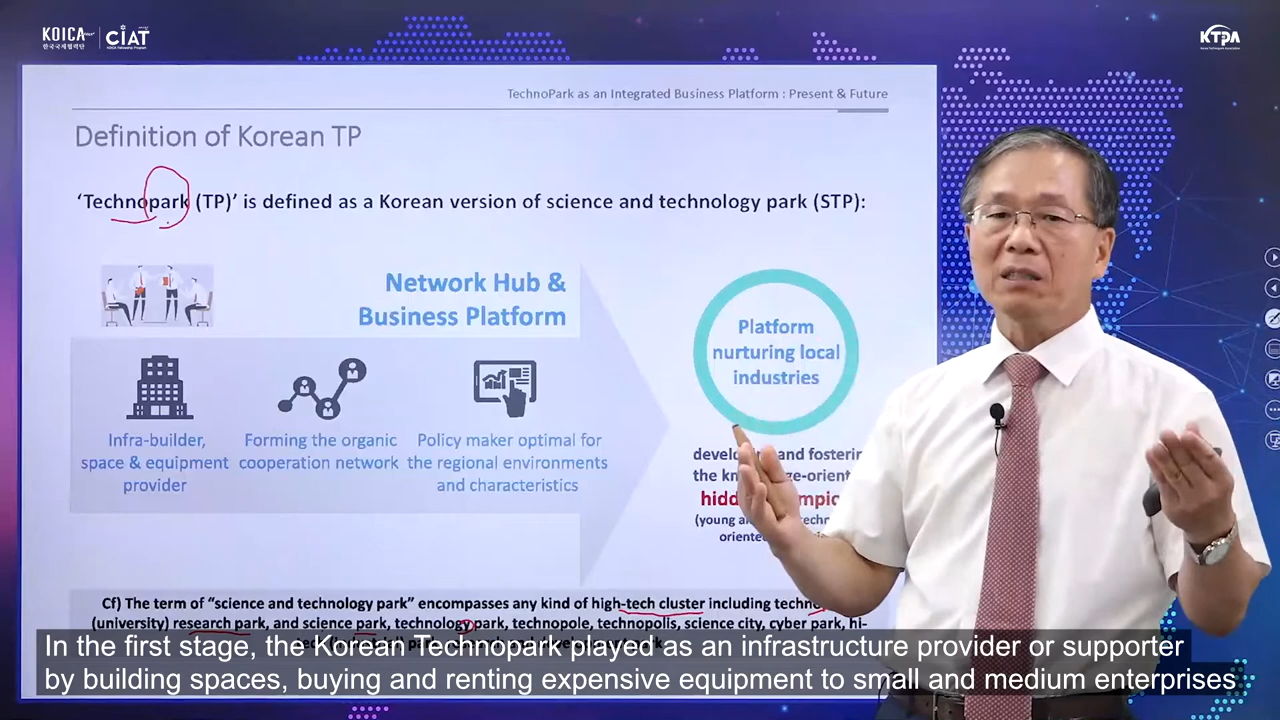 KOICA
한국국제협력단
CIAT
KOICA Fellowship Program
KTPA
Korea Technopark Association
TechnoPark as an Integrated Business Platform : Present & Future
Definition of Korean TP
‘Technopark (TP)’ is defined as a Korean version of science and technology park (STP):
Network Hub &
Business Platform
Infra-builder,
space & equipment
provider
Forming the organic
cooperation network
Policy maker optimal for
the regional environments
and characteristics
Platform
nurturing local
industries
and fostering
the
(young
Cf) The term of “science and technology park” encompasses any kind of high-tech cluster including
(university) research park, and science park, technology park, technopole, technopolis, science city, cyber park, hi-
In the first stage, the Korean Technopark played as an infrastructure provider or supporter
by building spaces, buying and renting expensive equipment to small and medium enterprises